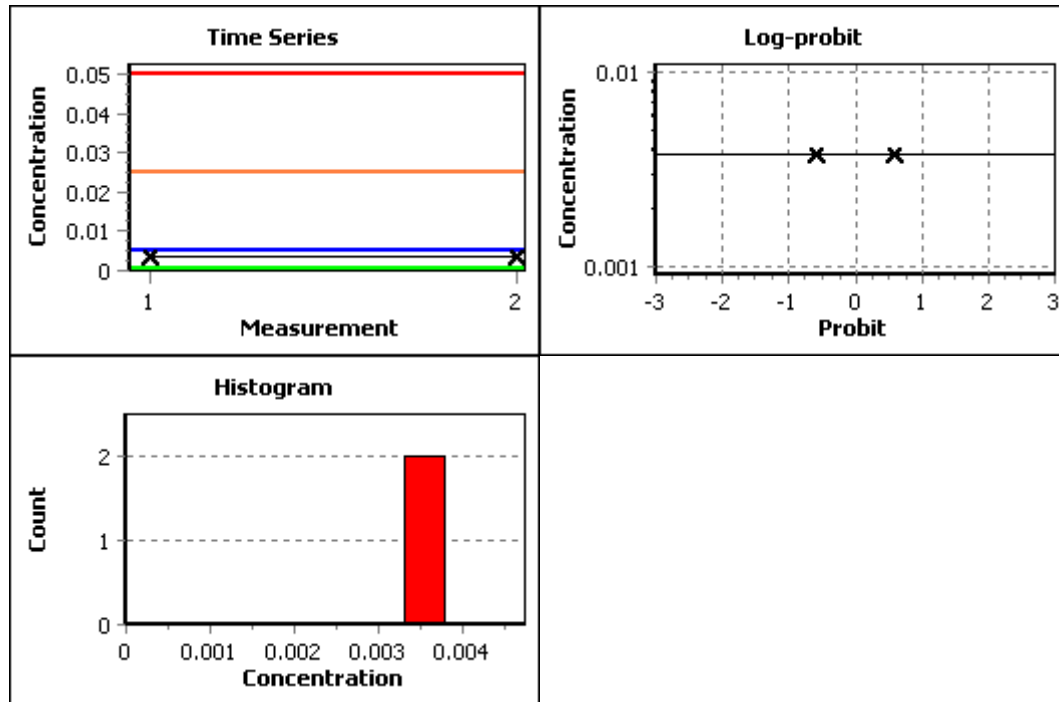 Time Series
Concentration
0.05
0.04
0.03
0.02
0.01
0
1 2
Measurement
Log-probit
Concentration
0.01
0.001
-3 -2 -1 0 1 2 3
Probit
Histogram
Count
2
1
0
0 0.001 0.002 0.003 0.004
Concentration